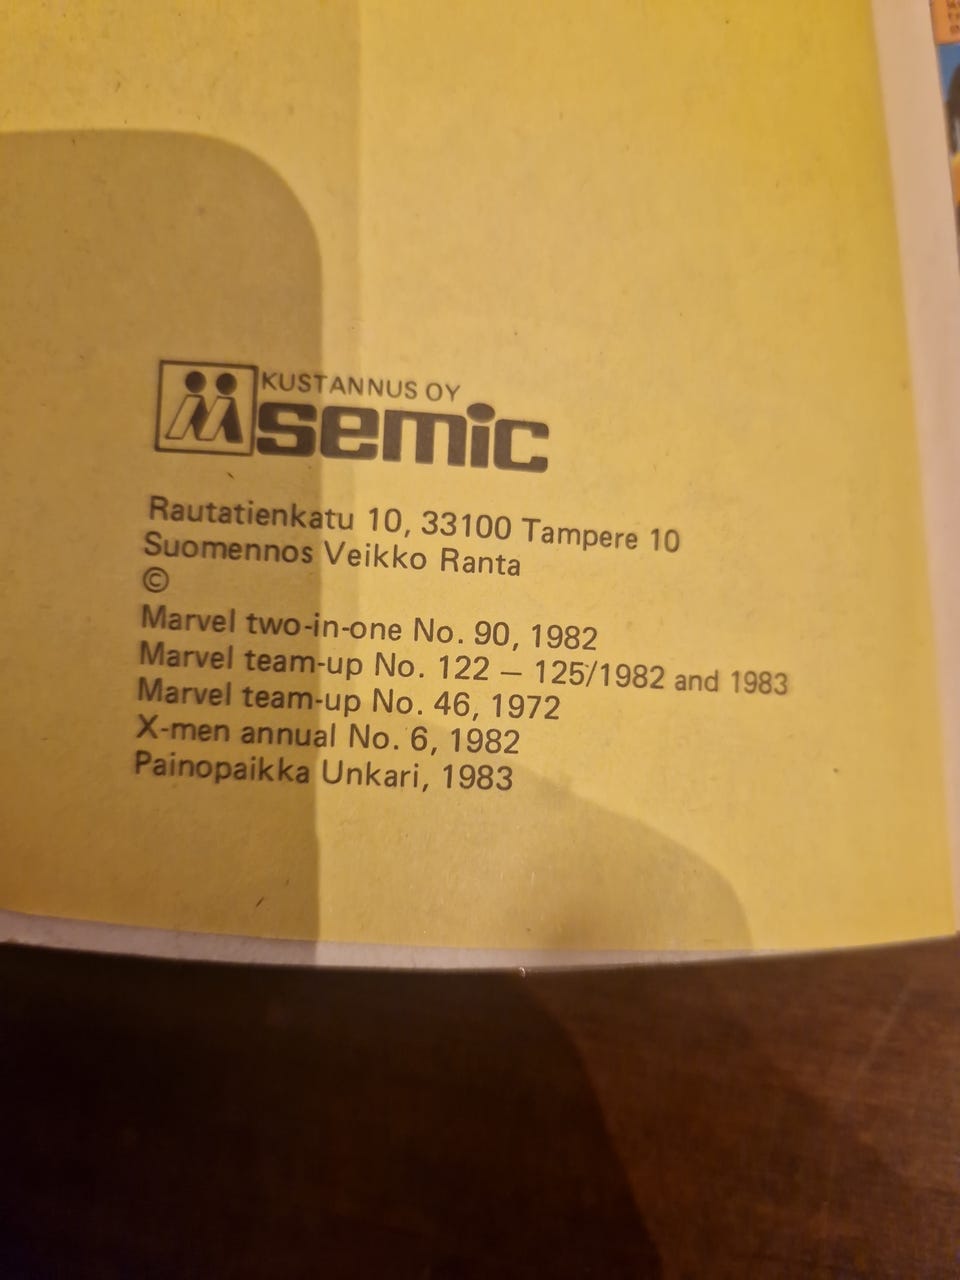 KUSTANNUS OY
semic
Rautatienkatu 10, 33100 Tampere 10
Suomennos Veikko Ranta
©
Marvel two-in-one No. 90, 1982
Marvel team-up No. 122 – 125/1982 and 1983
Marvel team-up No. 46, 1972
X-men annual No. 6, 1982
Painopaikka Unkari, 1983